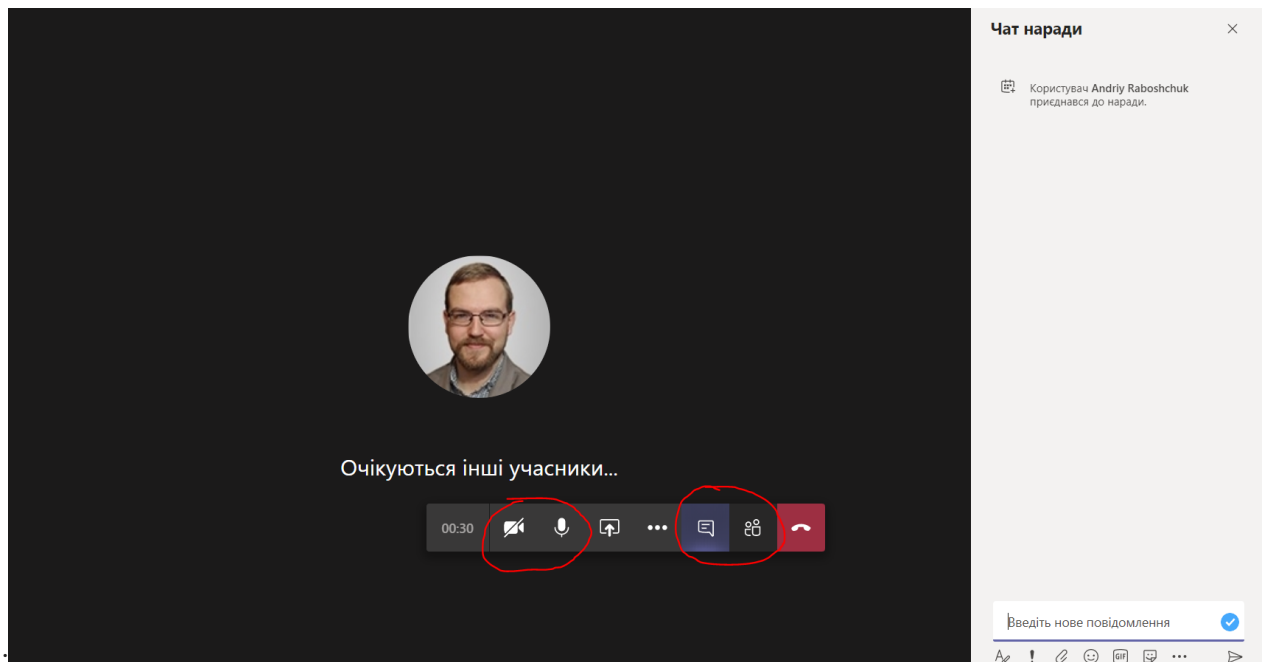 Чат наради
Користувач Andriy Raboshchuk
приєднався до наради.
Очікуються інші учасники...
00:30
Введіть нове повідомлення
GIF